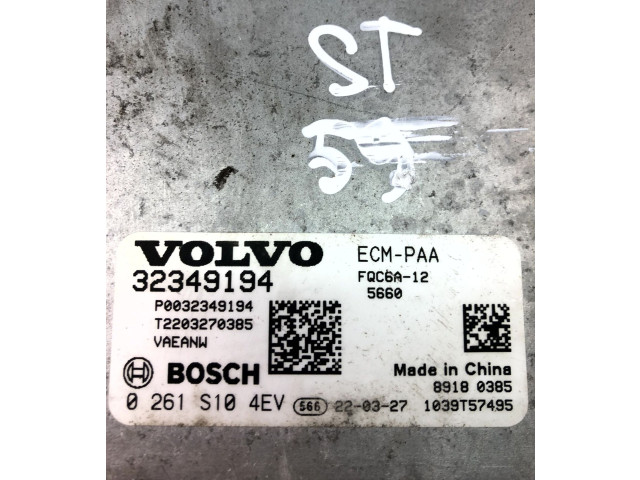 ST
59
VOLVO ECM-PAA
32349194 FQC6A-12
5660
P0032349194
T2203270385
VAEANW
BOSCH Made in China
8918 0385
0 261 S10 4EV 566 22-03-27 1039T57495